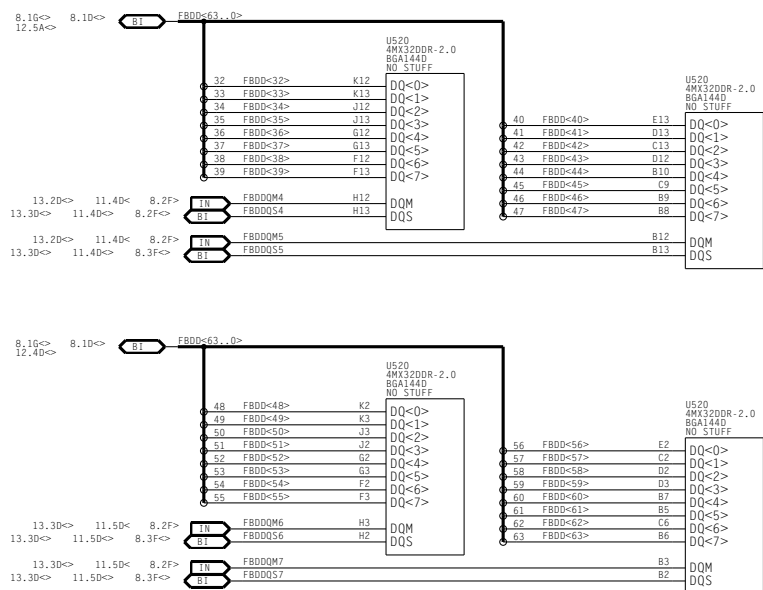 8.1G<> 8.1D<> BI FBDD<63..0>
12.5A<>
U520
4MX32DDR-2.0
BGA144D
NO STUFF
32 FBDD<32> K12 DQ<0>
33 FBDD<33> K13 DQ<1>
34 FBDD<34> J12 DQ<2>
35 FBDD<35> J13 DQ<3>
36 FBDD<36> G12 DQ<4>
37 FBDD<37> G13 DQ<5>
38 FBDD<38> F12 DQ<6>
39 FBDD<39> F13 DQ<7>
13.2D<> 11.4D< 8.2F> IN FBDDQM4 H12 DQM
13.3D<> 11.4D<> 8.2F<> BI FBDDQS4 H13 DQS
U520
4MX32DDR-2.0
BGA144D
NO STUFF
40 FBDD<40> E13 DQ<0>
41 FBDD<41> D13 DQ<1>
42 FBDD<42> C13 DQ<2>
43 FBDD<43> D12 DQ<3>
44 FBDD<44> B10 DQ<4>
45 FBDD<45> C9 DQ<5>
46 FBDD<46> B9 DQ<6>
47 FBDD<47> B8 DQ<7>
13.2D<> 11.4D< 8.2F> IN FBDDQM5 B12 DQM
13.3D<> 11.4D<> 8.3F<> BI FBDDQS5 B13 DQS
8.1G<> 8.1D<> BI FBDD<63..0>
12.4D<>
U520
4MX32DDR-2.0
BGA144D
NO STUFF
48 FBDD<48> K2 DQ<0>
49 FBDD<49> K3 DQ<1>
50 FBDD<50> J3 DQ<2>
51 FBDD<51> J2 DQ<3>
52 FBDD<52> G2 DQ<4>
53 FBDD<53> G3 DQ<5>
54 FBDD<54> F2 DQ<6>
55 FBDD<55> F3 DQ<7>
13.3D<> 11.5D< 8.2F> IN FBDDQM6 H3 DQM
13.3D<> 11.5D<> 8.3F<> BI FBDDQS6 H2 DQS
U520
4MX32DDR-2.0
BGA144D
NO STUFF
56 FBDD<56> E2 DQ<0>
57 FBDD<57> C2 DQ<1>
58 FBDD<58> D2 DQ<2>
59 FBDD<59> D3 DQ<3>
60 FBDD<60> B7 DQ<4>
61 FBDD<61> B5 DQ<5>
62 FBDD<62> C6 DQ<6>
63 FBDD<63> B6 DQ<7>
13.3D<> 11.5D< 8.2F> IN FBDDQM7 B3 DQM
13.3D<> 11.5D<> 8.3F<> BI FBDDQS7 B2 DQS